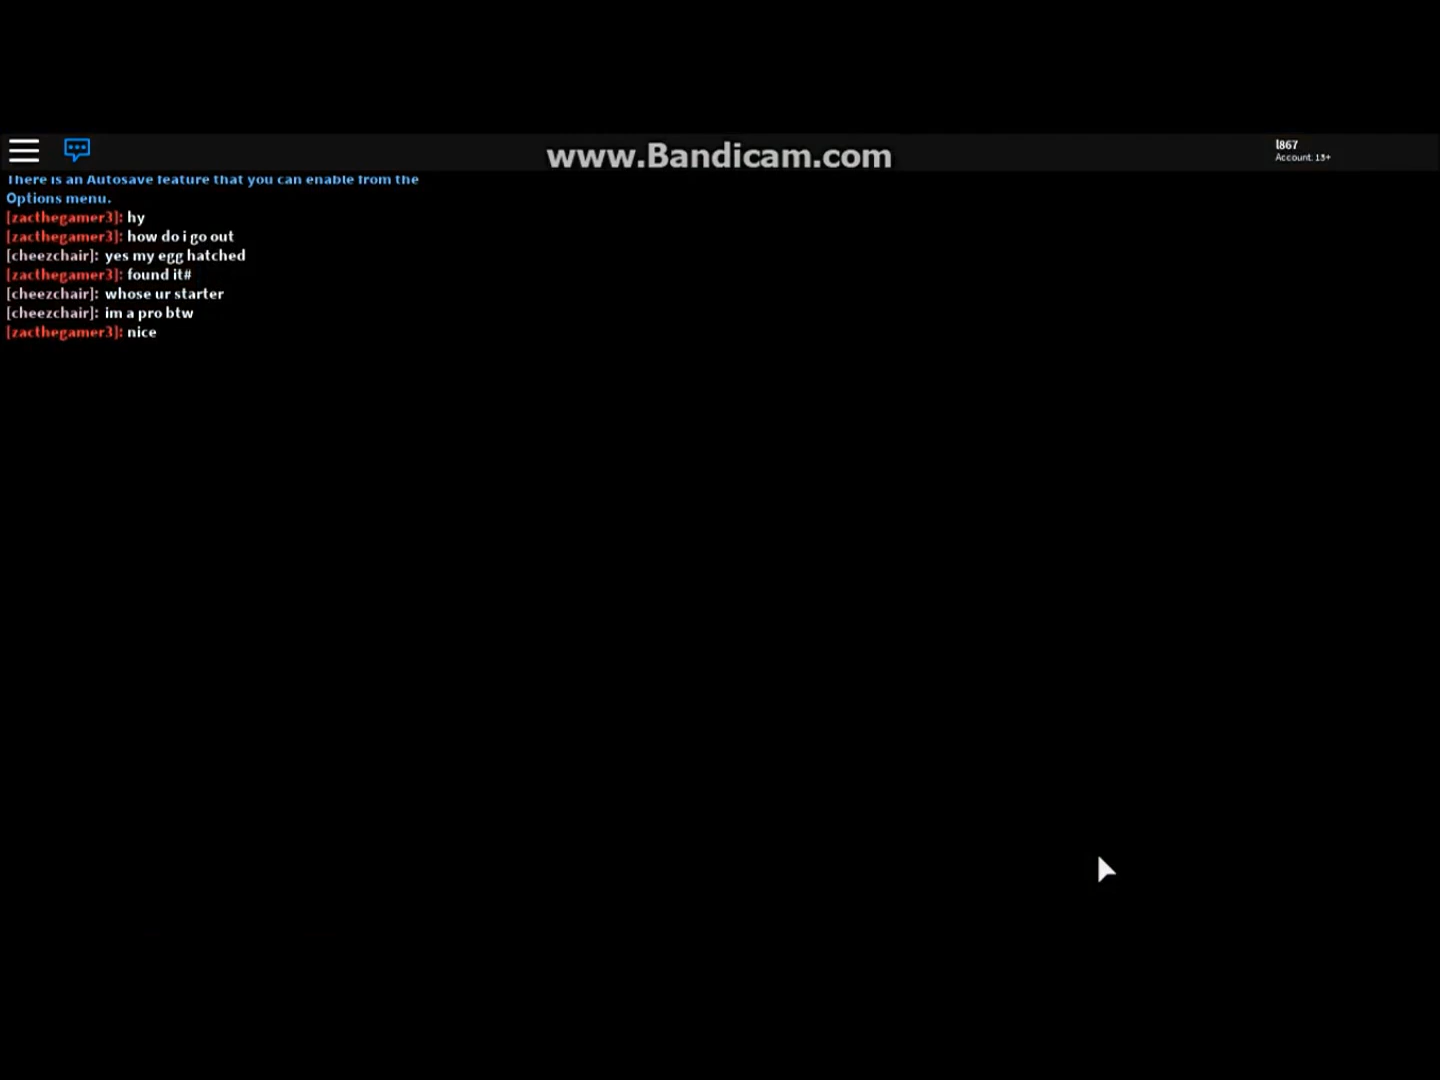 www.Bandicam.com
l867
Account: 13+
There is an Autosave feature that you can enable from the
Options menu.
[zacthegamer3]: hy
[zacthegamer3]: how do i go out
[cheezchair]: yes my egg hatched
[zacthegamer3]: found it#
[cheezchair]: whose ur starter
[cheezchair]: im a pro btw
[zacthegamer3]: nice